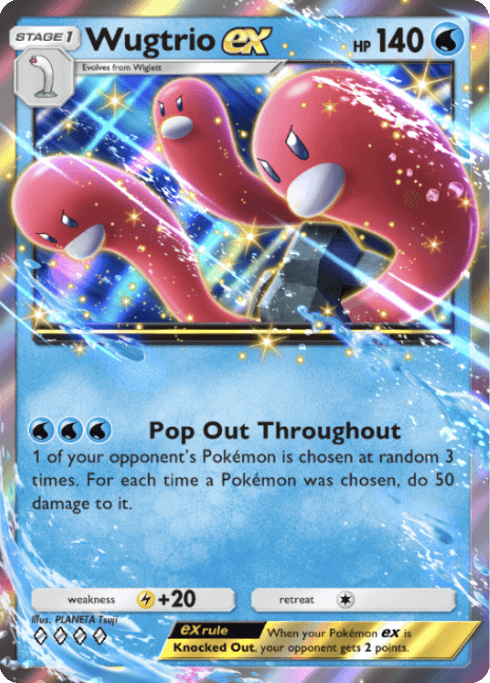 STAGE 1 Wugtrio ex HP 140
Evolves from Wiglett
Pop Out Throughout
1 of your opponent's Pokémon is chosen at random 3
times. For each time a Pokémon was chosen, do 50
damage to it.
weakness +20 retreat
Illus. PLANETA Tsuji
ex rule When your Pokémon ex is
Knocked Out, your opponent gets 2 points.